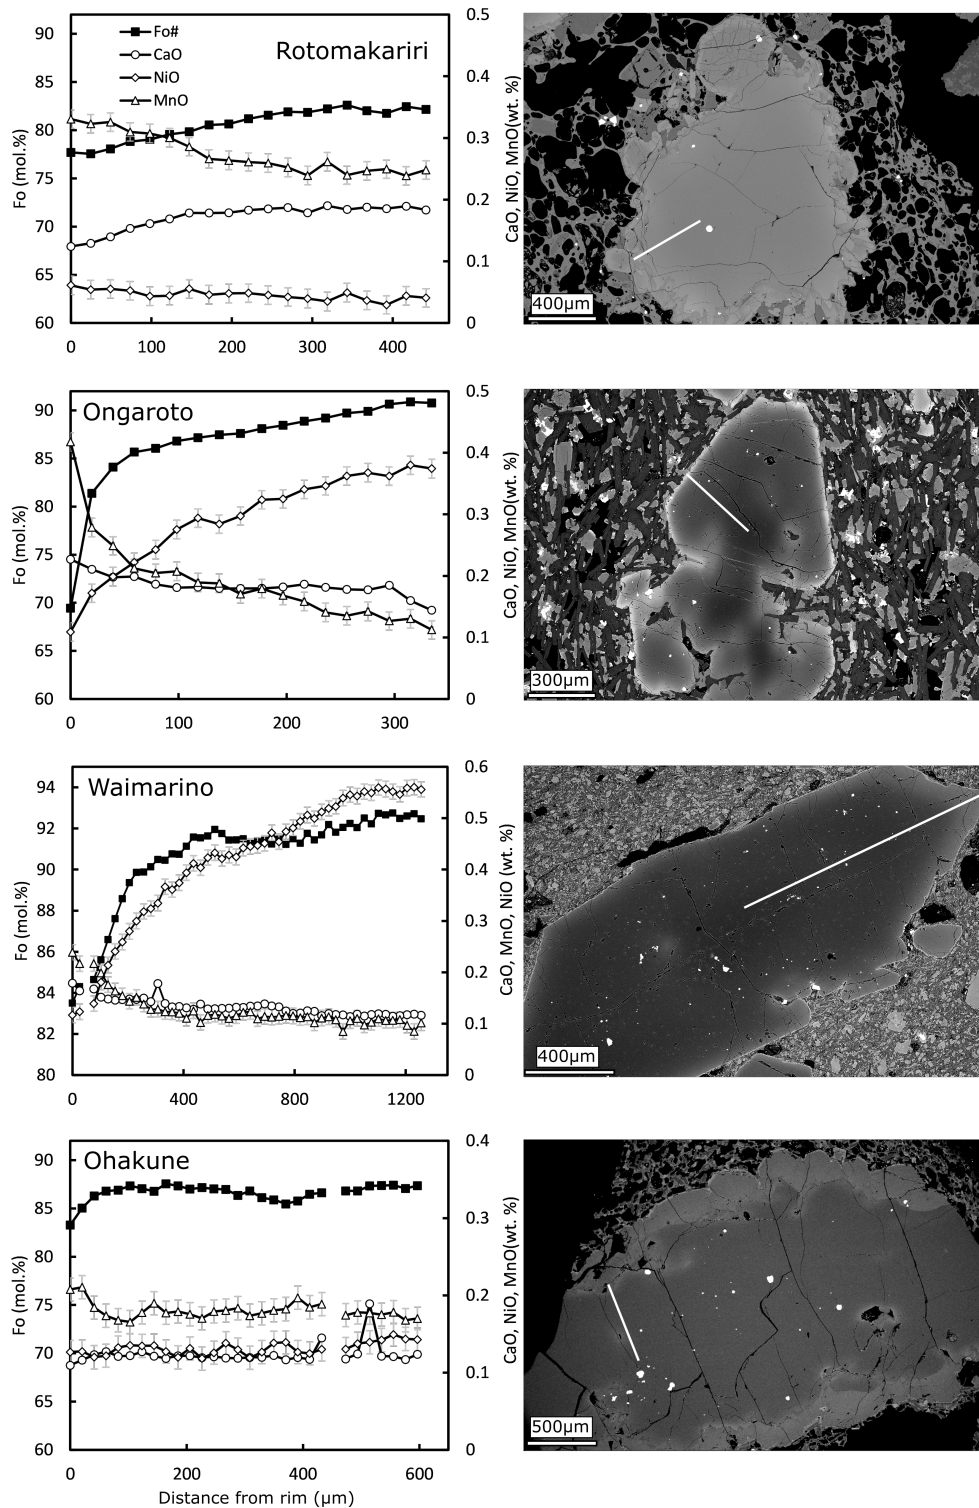 Rotomakariri
Fo#
CaO
NiO
MnO
90
85
80
75
70
65
60
0.5
0.4
0.3
0.2
0.1
0
0 100 200 300 400
Fo (mol.%)
CaO, NiO, MnO(wt. %)
400µm
Ongaroto
90
85
80
75
70
65
60
0.5
0.4
0.3
0.2
0.1
0
0 100 200 300
Fo (mol.%)
CaO, NiO, MnO(wt. %)
300µm
Waimarino
94
92
90
88
86
84
82
80
0.6
0.5
0.4
0.3
0.2
0.1
0
0 400 800 1200
Fo (mol.%)
CaO, MnO, NiO (wt. %)
400µm
Ohakune
90
85
80
75
70
65
60
0.4
0.3
0.2
0.1
0
0 200 400 600
Fo (mol.%)
CaO, NiO, MnO(wt. %)
500µm
Distance from rim (µm)